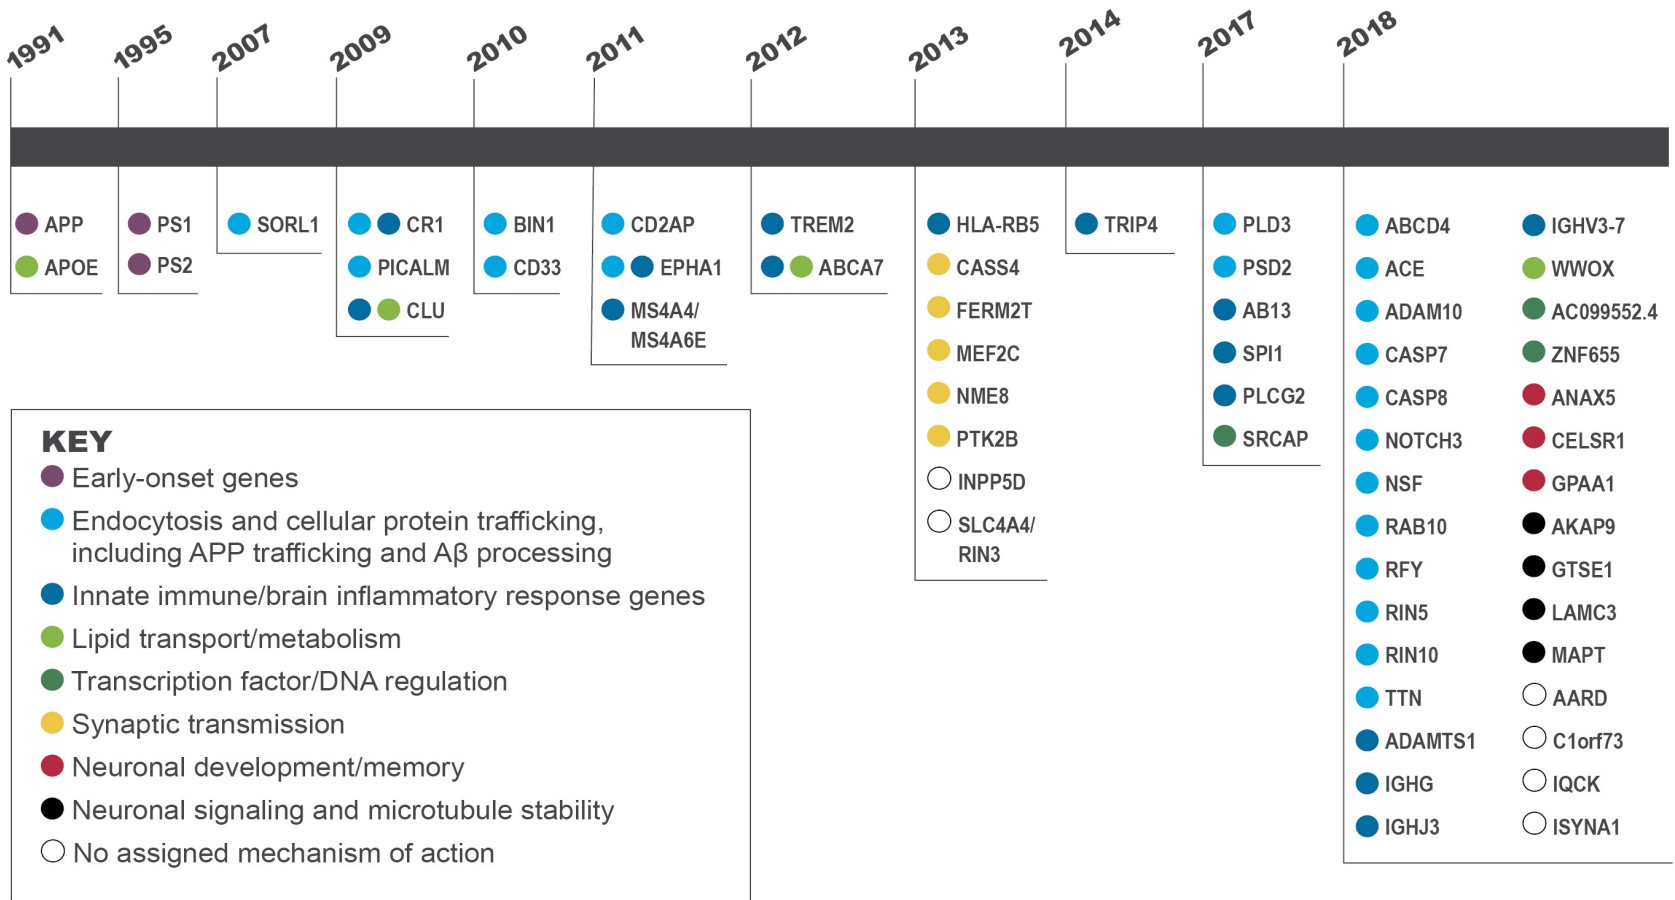 1991
1995
2007
2009
2010
2011
2012
2013
2014
2017
2018
APP
APOE
PS1
PS2
SORL1
CR1
PICALM
CLU
BIN1
CD33
CD2AP
EPHA1
MS4A4/
MS4A6E
TREM2
ABCA7
HLA-RB5
CASS4
FERM2T
MEF2C
NME8
PTK2B
INPP5D
SLC4A4/
RIN3
TRIP4
PLD3
PSD2
AB13
SPI1
PLCG2
SRCAP
ABCD4
ACE
ADAM10
CASP7
CASP8
NOTCH3
NSF
RAB10
RFY
RIN5
RIN10
TTN
ADAMTS1
IGHG
IGHJ3
IGHV3-7
WWOX
AC099552.4
ZNF655
ANAX5
CELSR1
GPAA1
AKAP9
GTSE1
LAMC3
MAPT
AARD
C1orf73
IQCK
ISYNA1
KEY
Early-onset genes
Endocytosis and cellular protein trafficking,
including APP trafficking and Aβ processing
Innate immune/brain inflammatory response genes
Lipid transport/metabolism
Transcription factor/DNA regulation
Synaptic transmission
Neuronal development/memory
Neuronal signaling and microtubule stability
No assigned mechanism of action